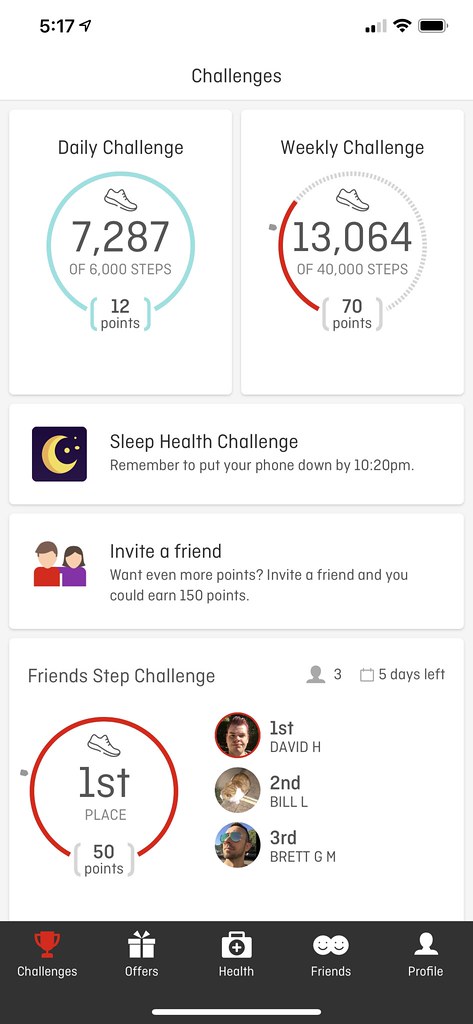 5:17
Challenges
Daily Challenge
7,287
OF 6,000 STEPS
12
points
Weekly Challenge
13,064
OF 40,000 STEPS
70
points
Sleep Health Challenge
Remember to put your phone down by 10:20pm.
Invite a friend
Want even more points? Invite a friend and you
could earn 150 points.
Friends Step Challenge
3
5 days left
1st
PLACE
50
points
1st
DAVID H
2nd
BILL L
3rd
BRETT G M
Challenges
Offers
Health
Friends
Profile